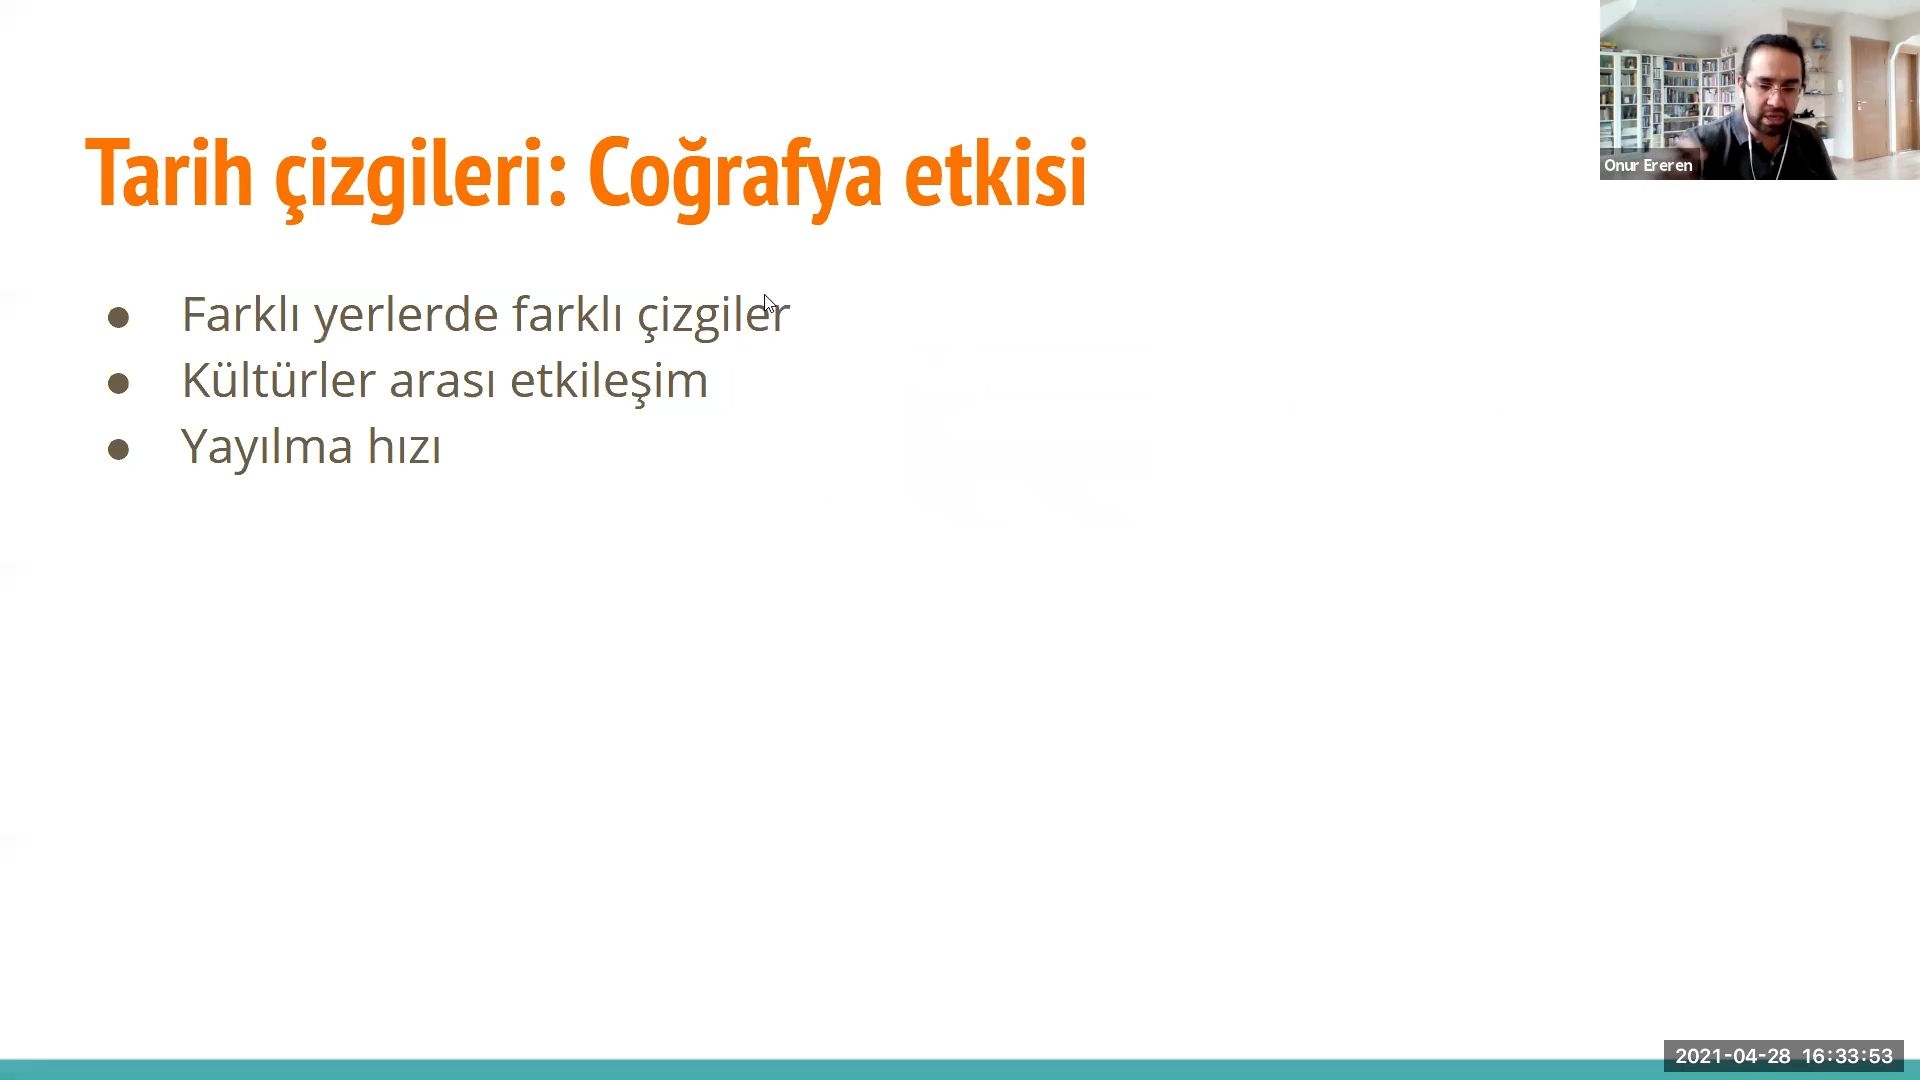 Tarih çizgileri: Coğrafya etkisi
Onur Ereren
● Farklı yerlerde farklı çizgiler
● Kültürler arası etkileşim
● Yayılma hızı
2021-04-28 16:33:53